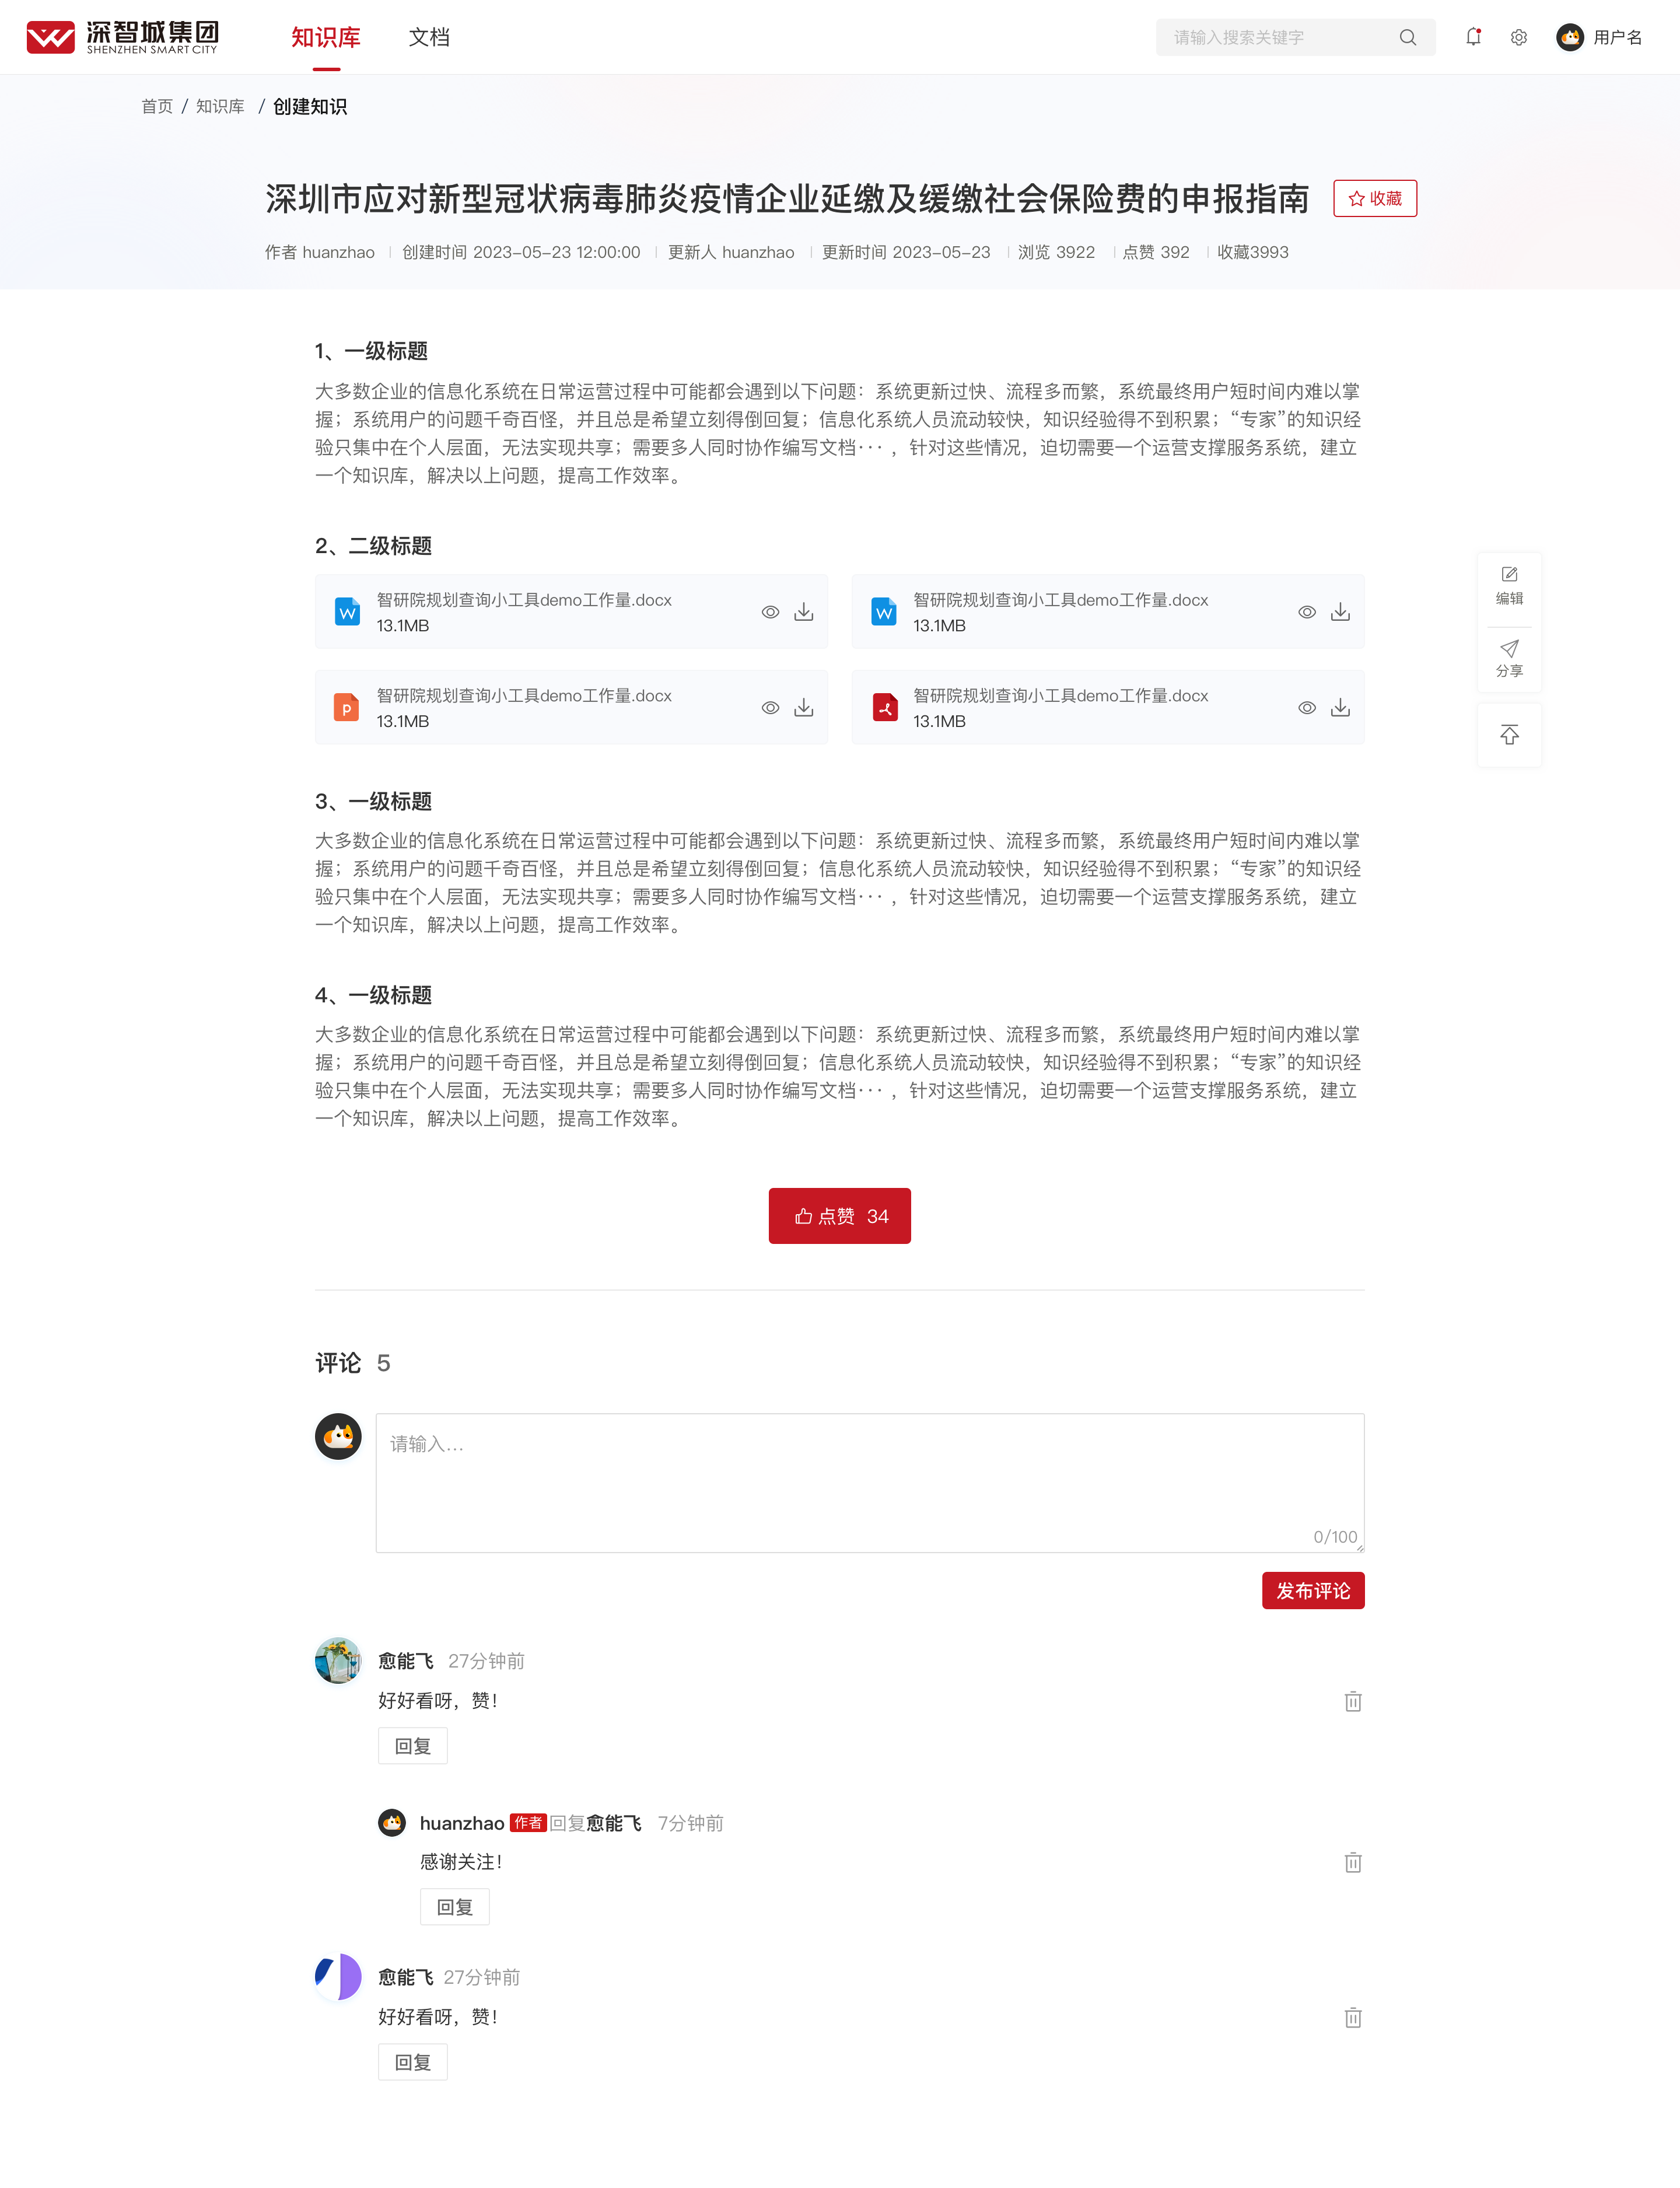 深智城集团
SHENZHEN SMART CITY
知识库 文档
请输入搜索关键字
用户名
首页 / 知识库 / 创建知识
深圳市应对新型冠状病毒肺炎疫情企业延缴及缓缴社会保险费的申报指南
收藏
作者 huanzhao 创建时间 2023-05-23 12:00:00 更新人 huanzhao 更新时间 2023-05-23 浏览 3922 点赞 392 收藏3993
1、一级标题
大多数企业的信息化系统在日常运营过程中可能都会遇到以下问题：系统更新过快、流程多而繁，系统最终用户短时间内难以掌
握；系统用户的问题千奇百怪，并且总是希望立刻得倒回复；信息化系统人员流动较快，知识经验得不到积累；“专家”的知识经
验只集中在个人层面，无法实现共享；需要多人同时协作编写文档···，针对这些情况，迫切需要一个运营支撑服务系统，建立
一个知识库，解决以上问题，提高工作效率。
2、二级标题
W
智研院规划查询小工具demo工作量.docx
13.1MB
W
智研院规划查询小工具demo工作量.docx
13.1MB
编辑
分享
p
智研院规划查询小工具demo工作量.docx
13.1MB
智研院规划查询小工具demo工作量.docx
13.1MB
3、一级标题
大多数企业的信息化系统在日常运营过程中可能都会遇到以下问题：系统更新过快、流程多而繁，系统最终用户短时间内难以掌
握；系统用户的问题千奇百怪，并且总是希望立刻得倒回复；信息化系统人员流动较快，知识经验得不到积累；“专家”的知识经
验只集中在个人层面，无法实现共享；需要多人同时协作编写文档···，针对这些情况，迫切需要一个运营支撑服务系统，建立
一个知识库，解决以上问题，提高工作效率。
4、一级标题
大多数企业的信息化系统在日常运营过程中可能都会遇到以下问题：系统更新过快、流程多而繁，系统最终用户短时间内难以掌
握；系统用户的问题千奇百怪，并且总是希望立刻得倒回复；信息化系统人员流动较快，知识经验得不到积累；“专家”的知识经
验只集中在个人层面，无法实现共享；需要多人同时协作编写文档···，针对这些情况，迫切需要一个运营支撑服务系统，建立
一个知识库，解决以上问题，提高工作效率。
点赞 34
评论 5
请输入...
0/100
发布评论
愈能飞 27分钟前
好好看呀，赞！
回复
huanzhao 作者 回复愈能飞 7分钟前
感谢关注！
回复
愈能飞 27分钟前
好好看呀，赞！
回复